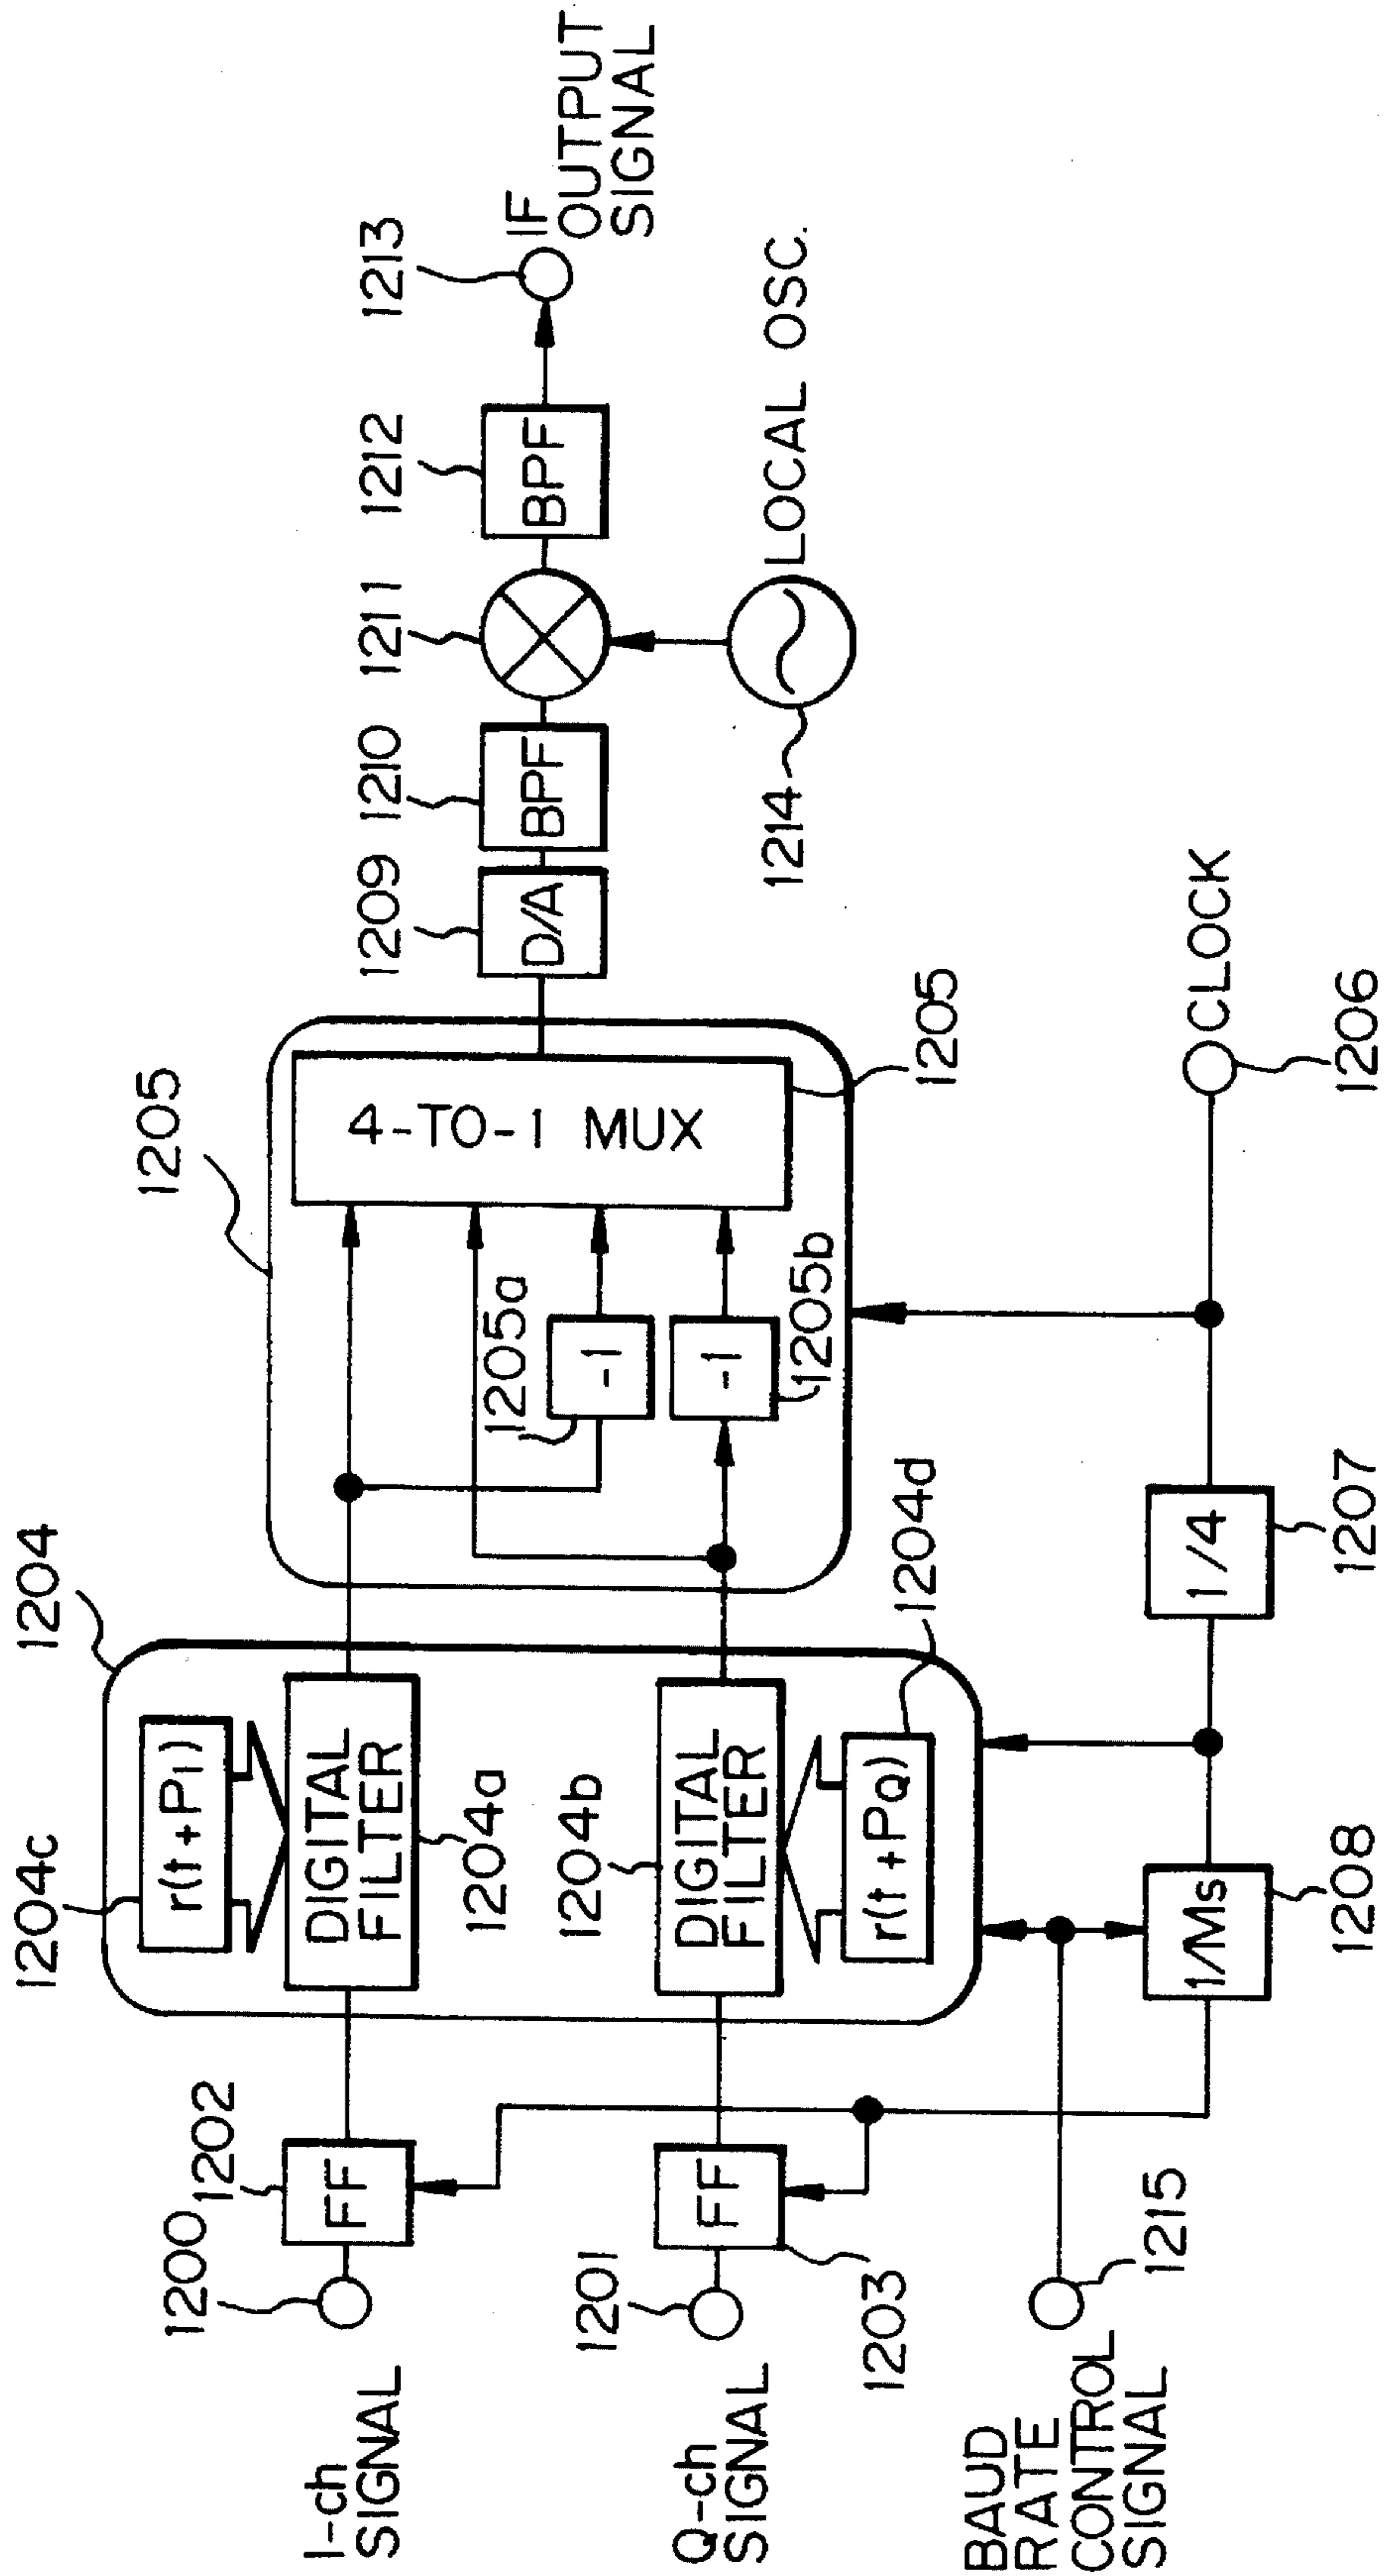 I-ch
SIGNAL
1200
1202
FF
1204
1204c
r(t+PI)
DIGITAL
FILTER
1204a
Q-ch
SIGNAL
1201
FF
1203
1204b
DIGITAL
FILTER
r(t+PQ)
1204d
1205
4-TO-1 MUX
1205
1205a
-1
-1
1205b
1209
D/A
1210
BPF
1211
1212
BPF
1213
IF
OUTPUT
SIGNAL
1214
LOCAL OSC.
BAUD
RATE
CONTROL
SIGNAL
1215
1/Ms
1208
1/4
1207
CLOCK
1206